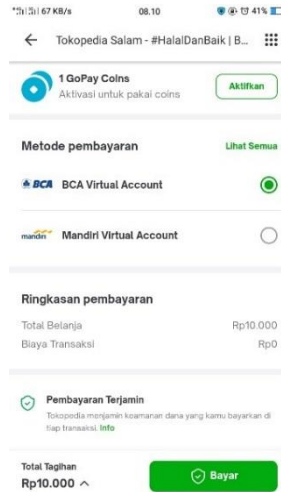 67 KB/s 08.10 41%
Tokopedia Salam - #HalalDanBaik | B...
1 GoPay Coins
Aktivasi untuk pakai coins
Aktifkan
Metode pembayaran Lihat Semua
BCA BCA Virtual Account
mandiri Mandiri Virtual Account
Ringkasan pembayaran
Total Belanja Rp10.000
Biaya Transaksi Rp0
Pembayaran Terjamin
Tokopedia menjamin keamanan dana yang kamu bayarkan di
tiap transaksi. Info
Total Tagihan
Rp10.000
Bayar